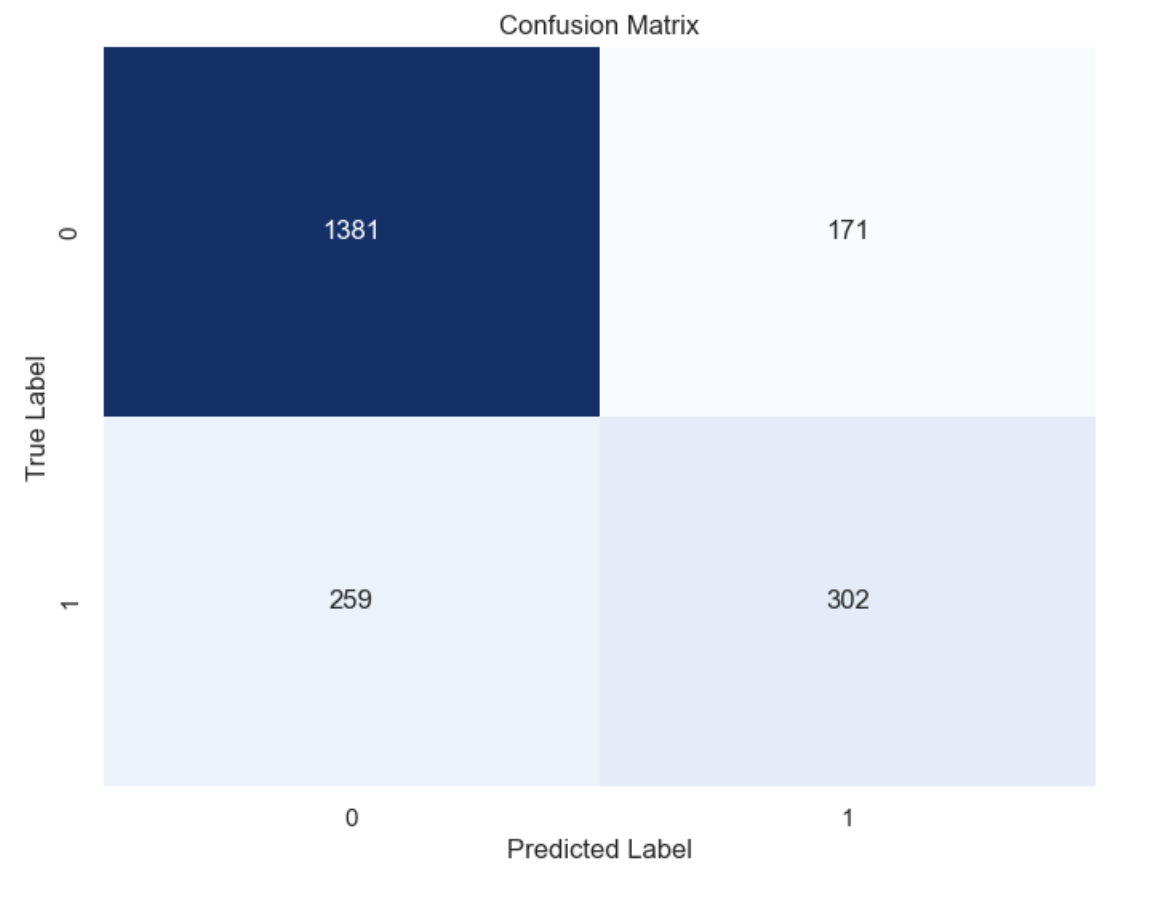 Confusion Matrix
0
1381
171
True Label
1
259
302
0
1
Predicted Label